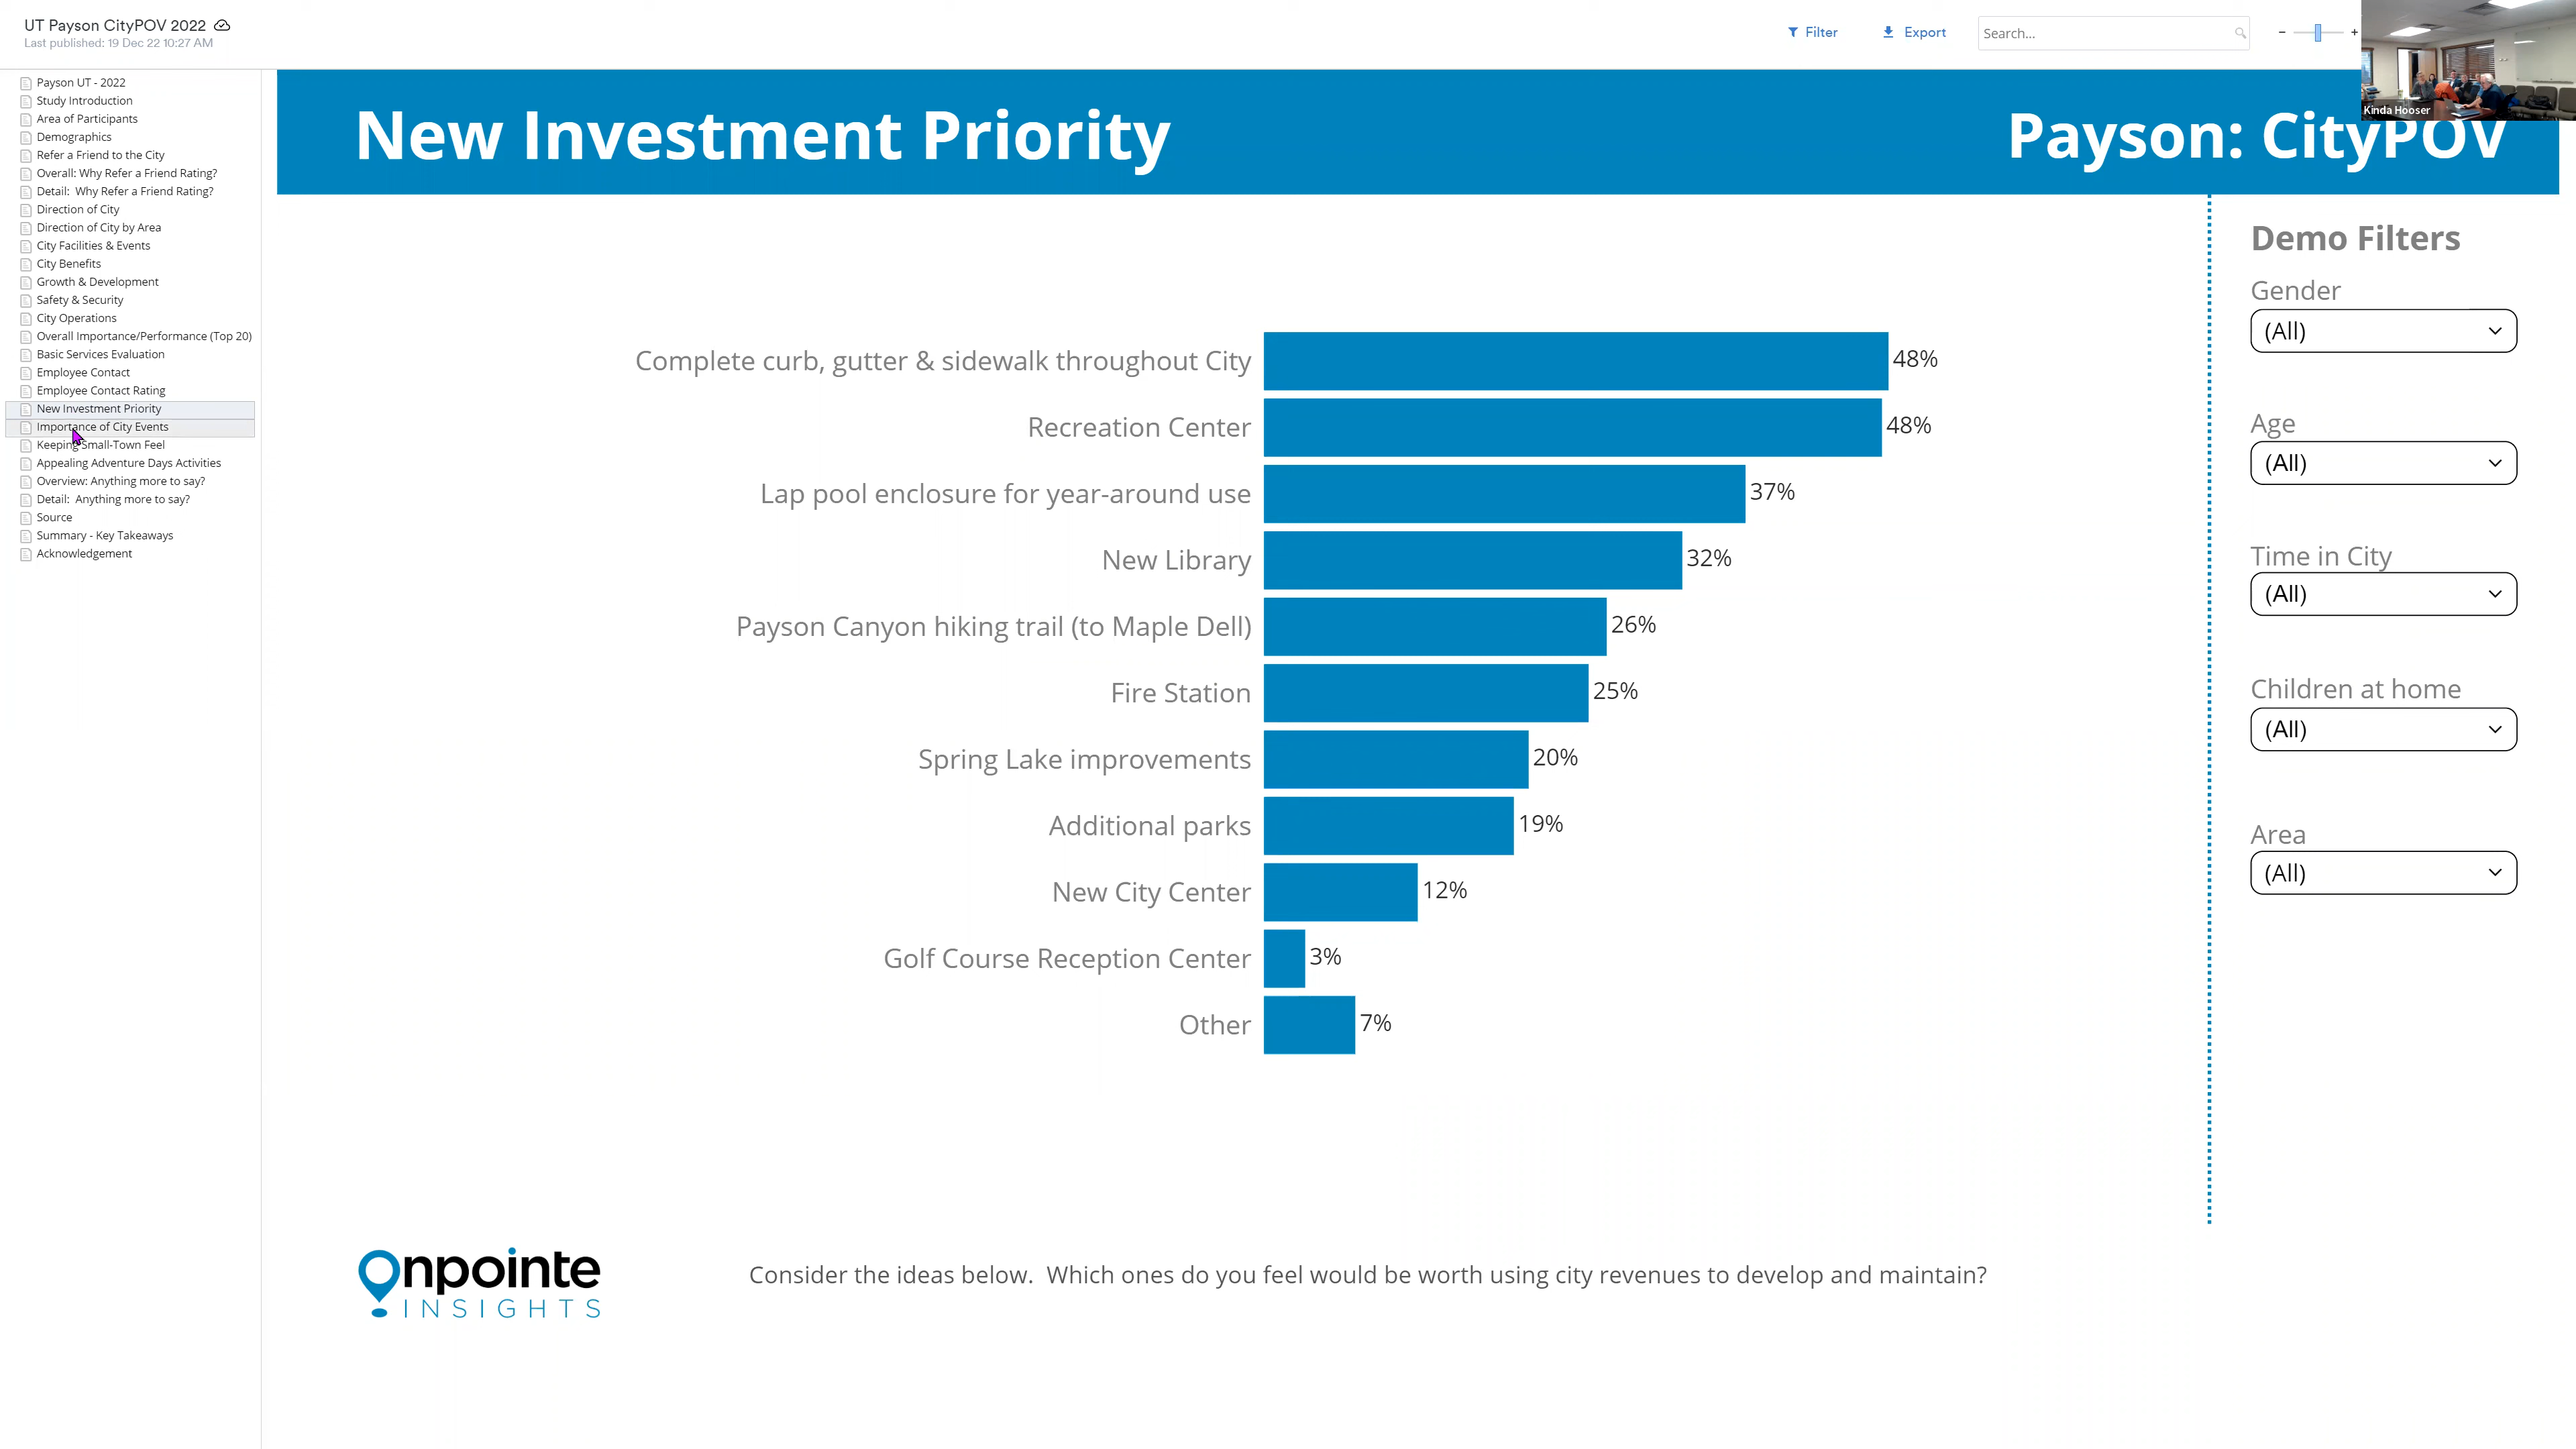 UT Payson CityPOV 2022
Last published: 19 Dec 22 10:27 AM
Filter
Export
Search...
Kinda Hooser
Payson UT - 2022
Study Introduction
Area of Participants
Demographics
Refer a Friend to the City
Overall: Why Refer a Friend Rating?
Detail:  Why Refer a Friend Rating?
Direction of City
Direction of City by Area
City Facilities & Events
City Benefits
Growth & Development
Safety & Security
City Operations
Overall Importance/Performance (Top 20)
Basic Services Evaluation
Employee Contact
Employee Contact Rating
New Investment Priority
Importance of City Events
Keeping Small-Town Feel
Appealing Adventure Days Activities
Overview: Anything more to say?
Detail:  Anything more to say?
Source
Summary - Key Takeaways
Acknowledgement
New Investment Priority
Payson: CityPOV
Complete curb, gutter & sidewalk throughout City 48%
Recreation Center 48%
Lap pool enclosure for year-around use 37%
New Library 32%
Payson Canyon hiking trail (to Maple Dell) 26%
Fire Station 25%
Spring Lake improvements 20%
Additional parks 19%
New City Center 12%
Golf Course Reception Center 3%
Other 7%
Demo Filters
Gender
(All)
Age
(All)
Time in City
(All)
Children at home
(All)
Area
(All)
Onpointe
INSIGHTS
Consider the ideas below.  Which ones do you feel would be worth using city revenues to develop and maintain?